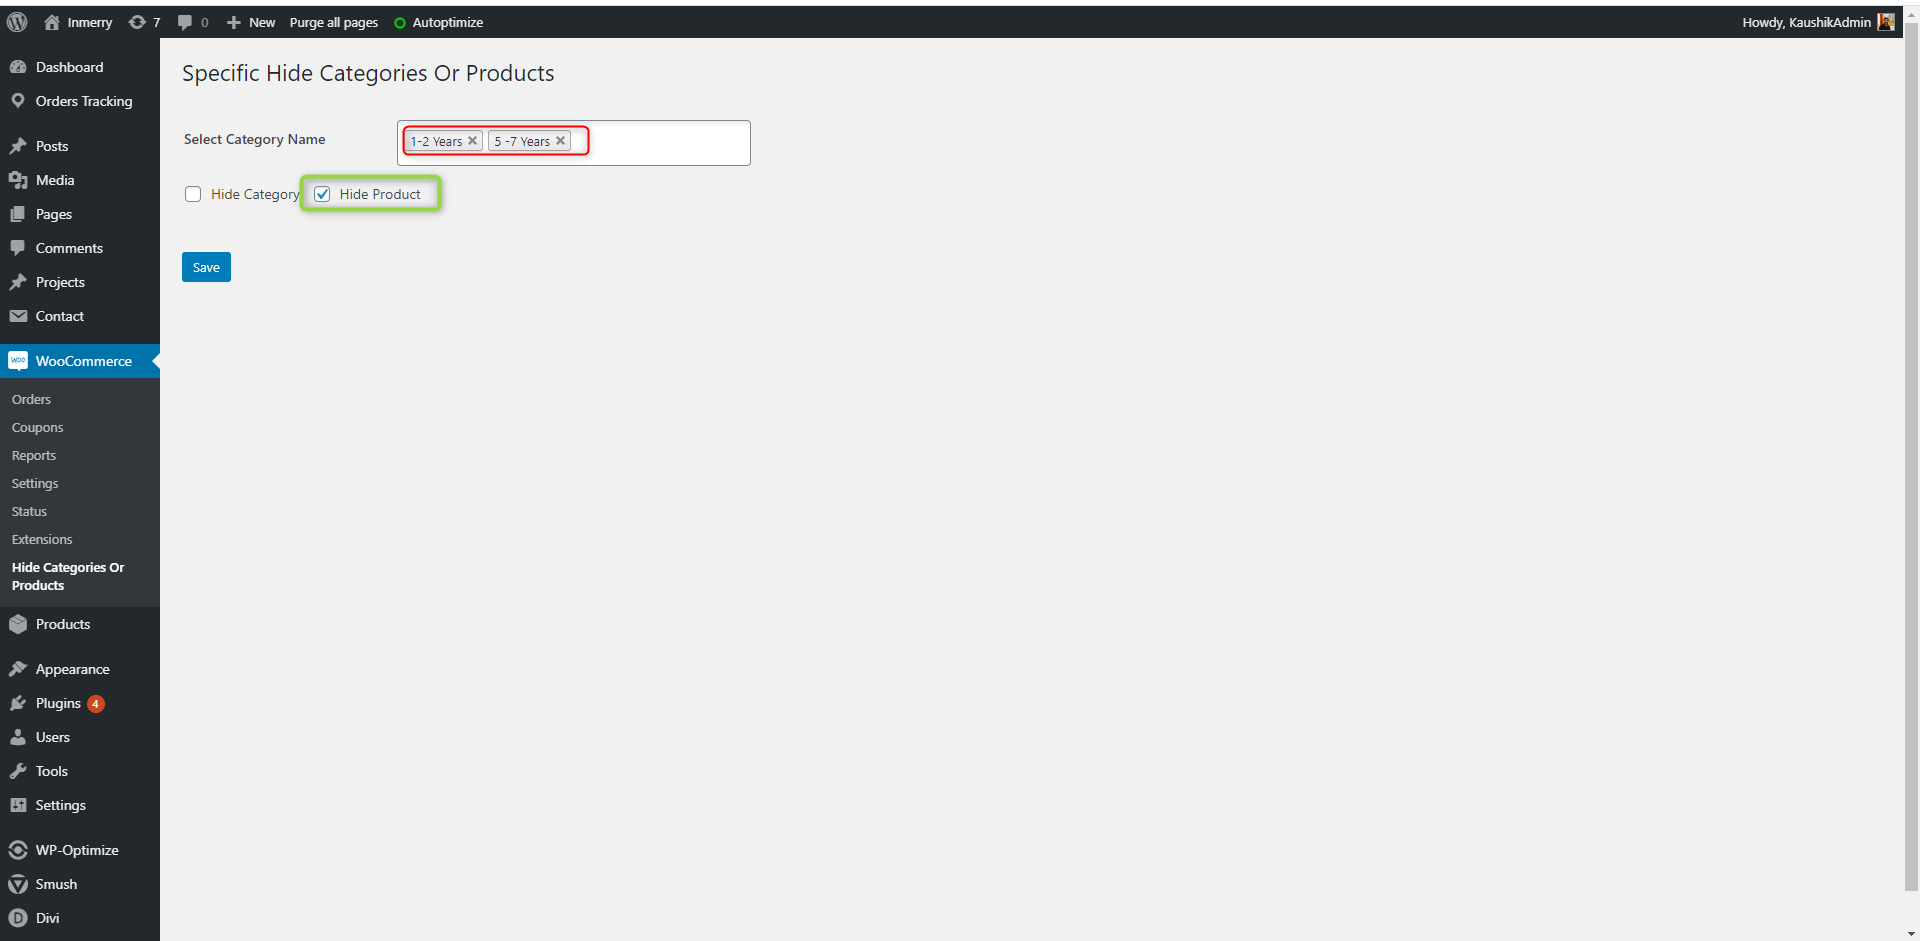 Inmerry 7 0 New Purge all pages Autoptimize Howdy, KaushikAdmin
Dashboard
Orders Tracking
Posts
Media
Pages
Comments
Projects
Contact
woo WooCommerce
Orders
Coupons
Reports
Settings
Status
Extensions
Hide Categories Or
Products
Products
Appearance
Plugins 4
Users
Tools
Settings
WP-Optimize
Smush
D Divi
Specific Hide Categories Or Products
Select Category Name 1-2 Years × 5 -7 Years ×
Hide Category Hide Product
Save